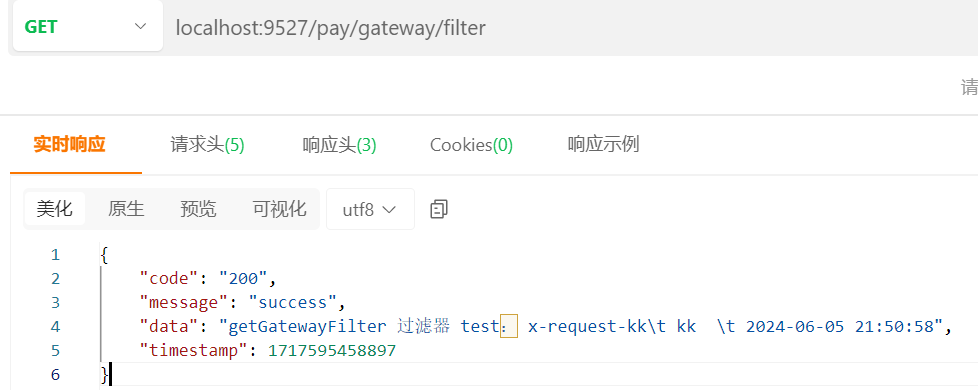 GET localhost:9527/pay/gateway/filter
请
实时响应 请求头(5) 响应头(3) Cookies(0) 响应示例
美化 原生 预览 可视化 utf8
1 {
2 "code": "200",
3 "message": "success",
4 "data": "getGatewayFilter 过滤器 test： x-request-kk\t kk  \t 2024-06-05 21:50:58",
5 "timestamp": 1717595458897
6 }